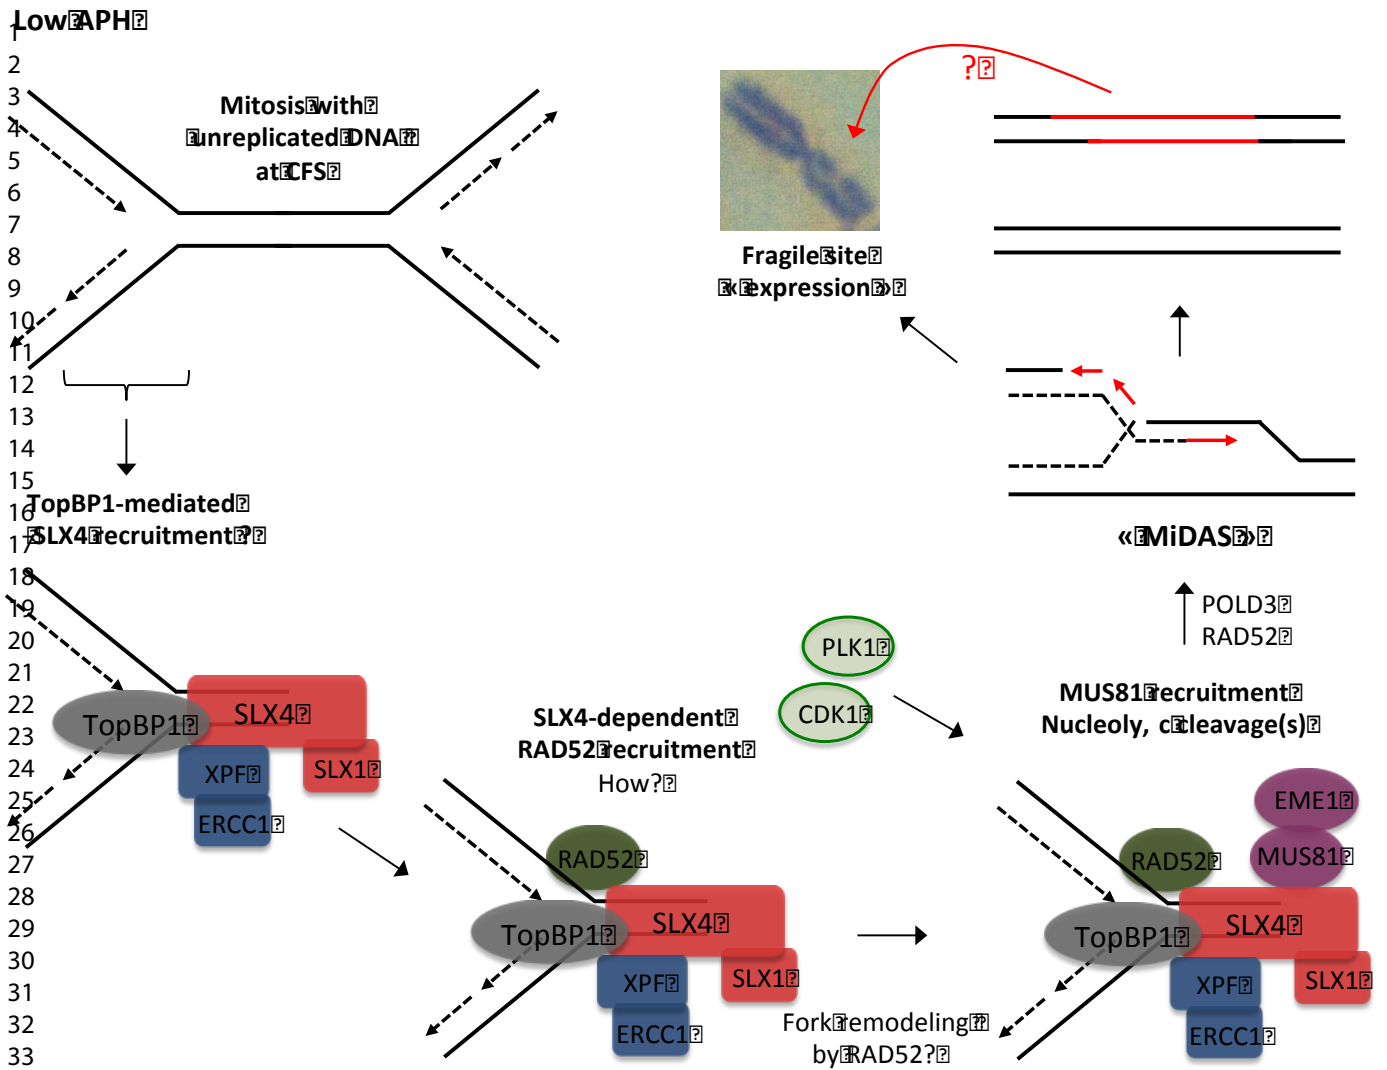 Low APH
1
2
3
4
5
6
7
8
9
10
11
12
13
14
15
16
17
18
19
20
21
22
23
24
25
26
27
28
29
30
31
32
33
Mitosis with
unreplicated DNA
at CFS
TopBP1-mediated
SLX4 recruitment ?
TopBP1
SLX4
XPF
SLX1
ERCC1
SLX4-dependent
RAD52 recruitment
How?
RAD52
TopBP1
SLX4
XPF
SLX1
ERCC1
PLK1
CDK1
Fork remodeling
by RAD52?
MUS81 recruitment
Nucleoly, c cleavage(s)
EME1
MUS81
RAD52
TopBP1
SLX4
XPF
SLX1
ERCC1
POLD3
RAD52
« MiDAS »
Fragile site
« expression »
?